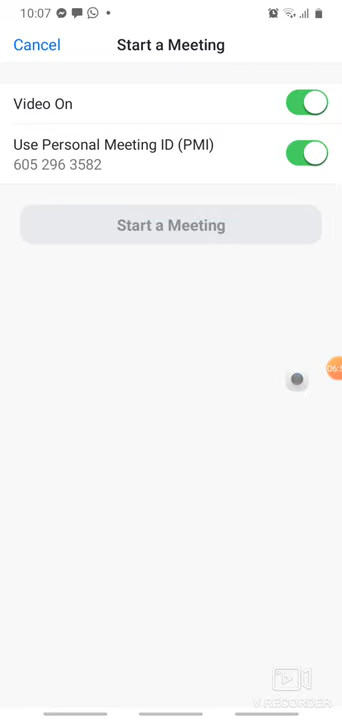 10:07
Cancel
Start a Meeting
Video On
Use Personal Meeting ID (PMI)
605 296 3582
Start a Meeting
V RECORDER